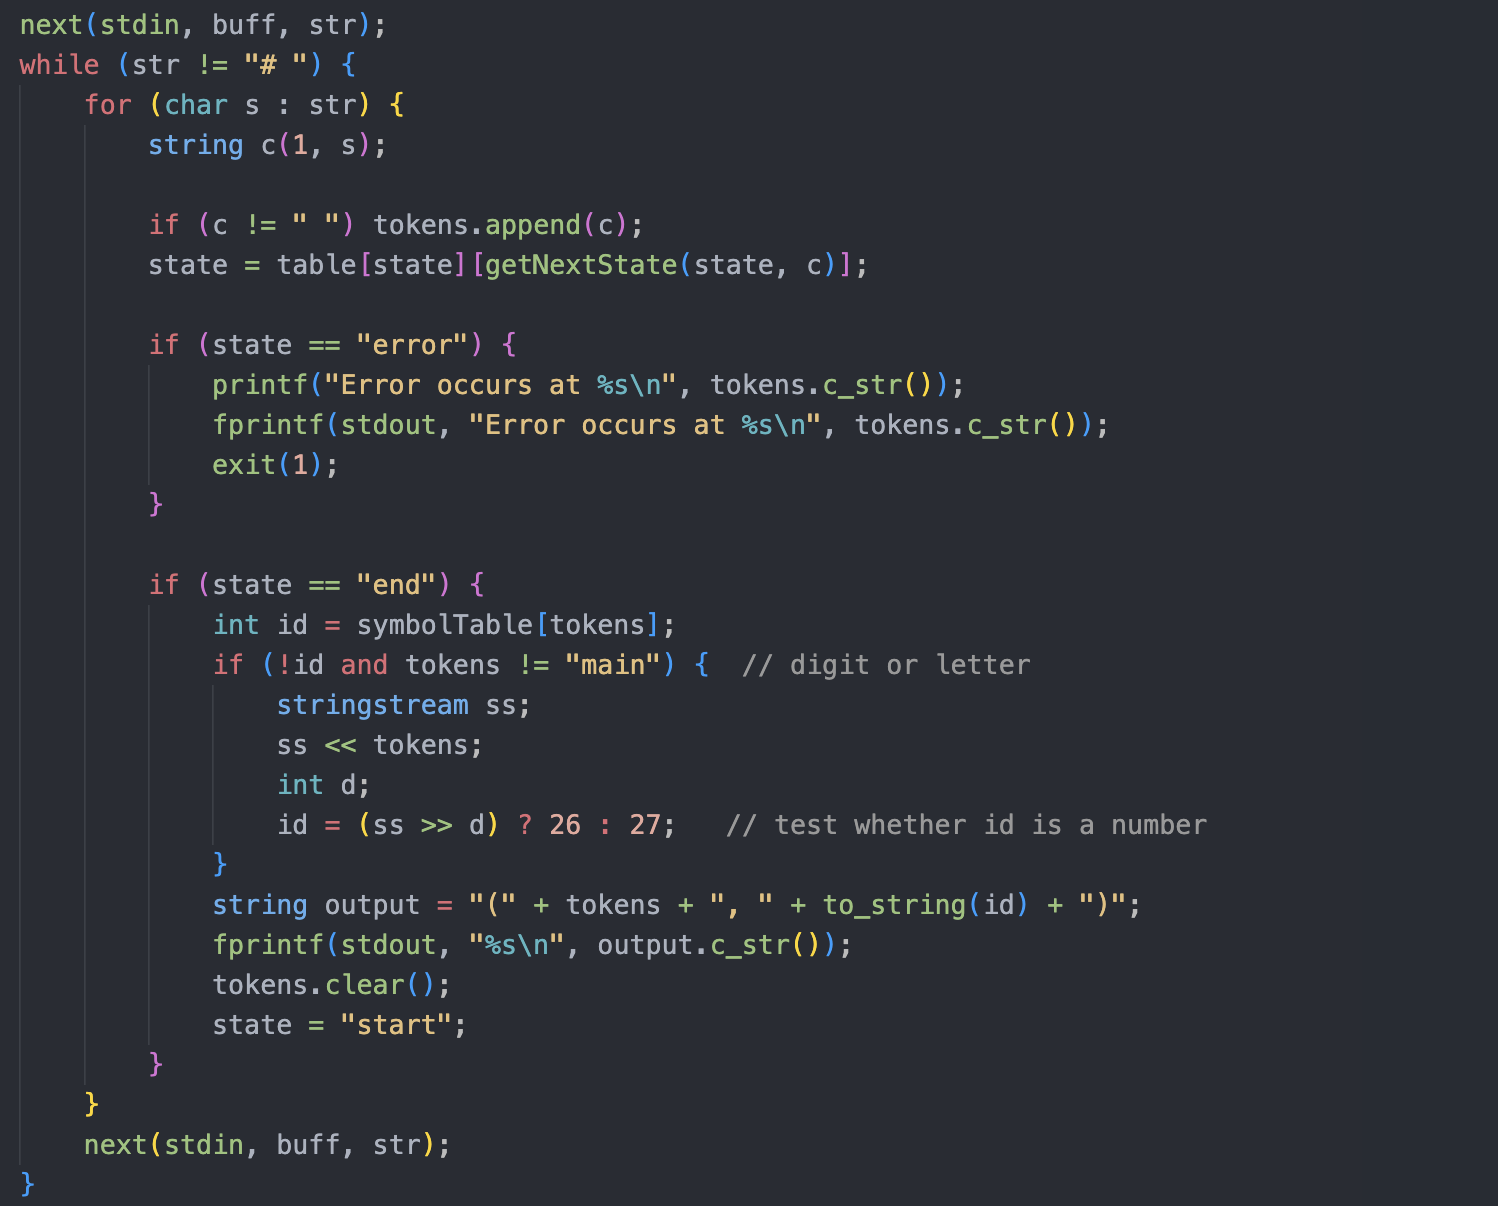 next(stdin, buff, str);
while (str != "# ") {
    for (char s : str) {
        string c(1, s);

        if (c != " ") tokens.append(c);
        state = table[state][getNextState(state, c)];

        if (state == "error") {
            printf("Error occurs at %s\n", tokens.c_str());
            fprintf(stdout, "Error occurs at %s\n", tokens.c_str());
            exit(1);
        }

        if (state == "end") {
            int id = symbolTable[tokens];
            if (!id and tokens != "main") {  // digit or letter
                stringstream ss;
                ss << tokens;
                int d;
                id = (ss >> d) ? 26 : 27;   // test whether id is a number
            }
            string output = "(" + tokens + ", " + to_string(id) + ")";
            fprintf(stdout, "%s\n", output.c_str());
            tokens.clear();
            state = "start";
        }
    }
    next(stdin, buff, str);
}